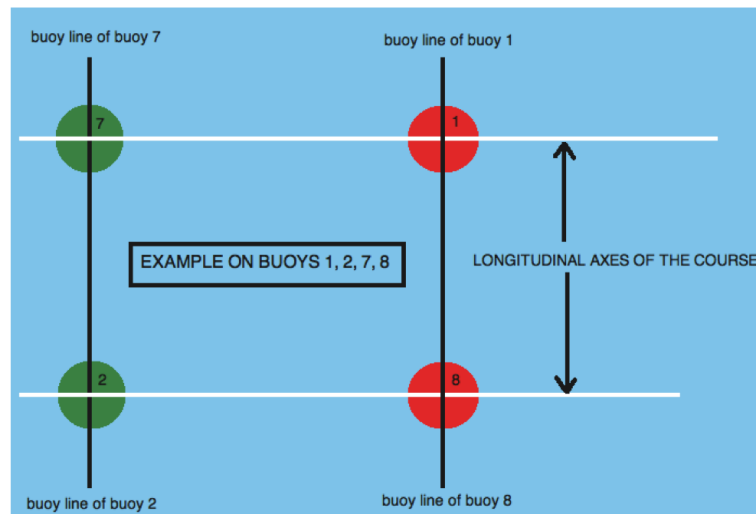 buoy line of buoy 7
buoy line of buoy 1
7
1
EXAMPLE ON BUOYS 1, 2, 7, 8
LONGITUDINAL AXES OF THE COURSE
2
8
buoy line of buoy 2
buoy line of buoy 8